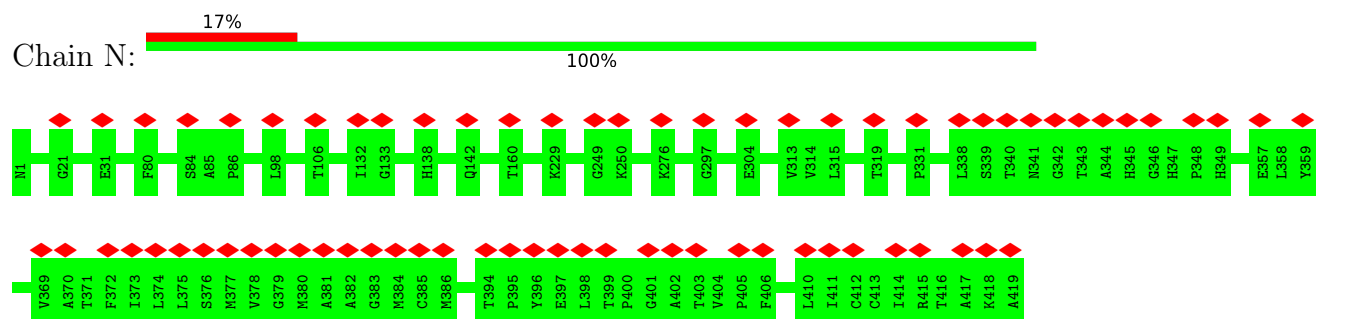 17%
Chain N:
100%
N1 G21 E31 F80 S84 A85 P86 L98 T106 I132 G133 H138 Q142 T160 K229 G249 K250 K276 G297 E304 V313 V314 L315 T319 P331 L338 S339 T340 N341 G342 T343 A344 H345 G346 H347 P348 H349 E357 L358 Y359
V369 A370 T371 F372 I373 L374 L375 S376 M377 V378 G379 M380 A381 A382 G383 M384 C385 M386 T394 P395 Y396 E397 L398 T399 P400 G401 A402 T403 V404 P405 F406 L410 I411 C412 C413 I414 R415 T416 A417 K418 A419